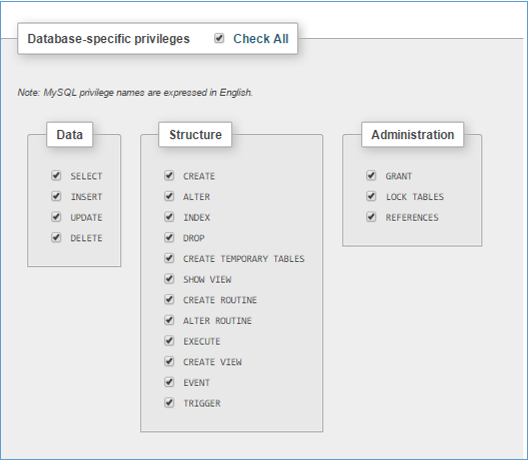 Database-specific privileges Check All
Note: MySQL privilege names are expressed in English.
Data
SELECT
INSERT
UPDATE
DELETE
Structure
CREATE
ALTER
INDEX
DROP
CREATE TEMPORARY TABLES
SHOW VIEW
CREATE ROUTINE
ALTER ROUTINE
EXECUTE
CREATE VIEW
EVENT
TRIGGER
Administration
GRANT
LOCK TABLES
REFERENCES